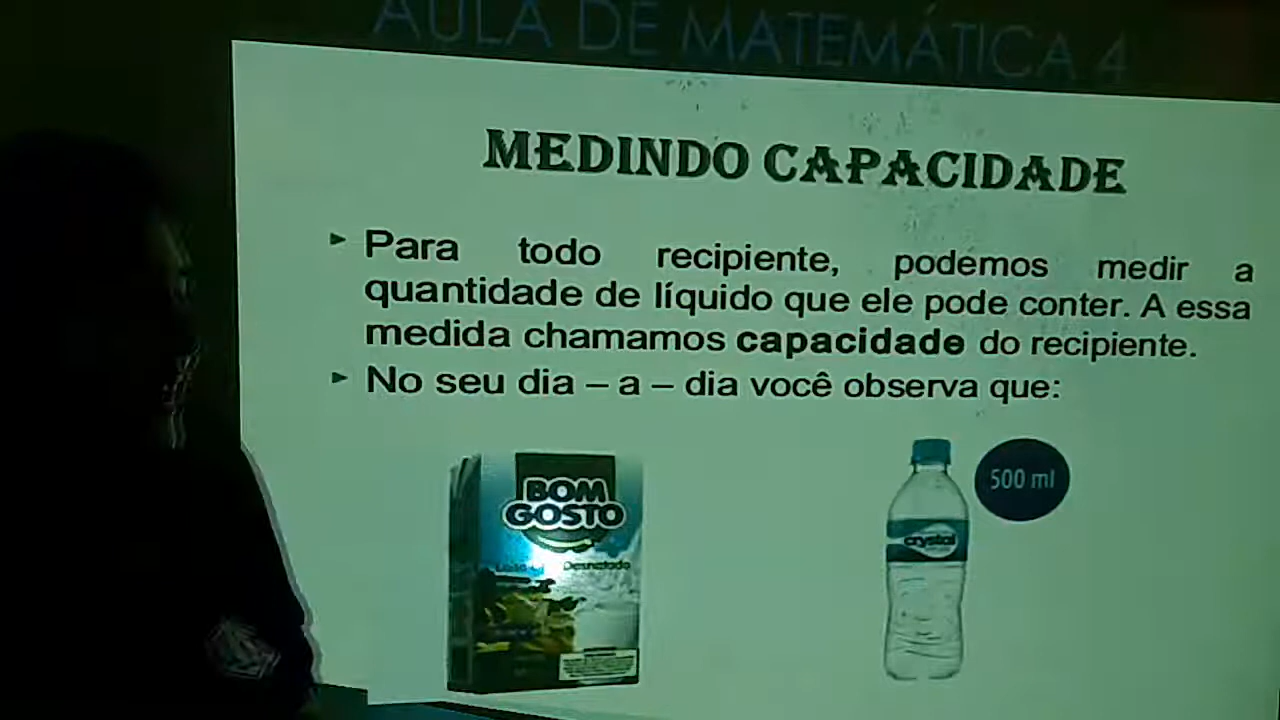 AULA DE MATEMÁTICA 4
MEDINDO CAPACIDADE
Para todo recipiente, podemos medir a
quantidade de líquido que ele pode conter. A essa
medida chamamos capacidade do recipiente.
No seu dia – a – dia você observa que:
BOM
GOSTO
Desnatado
500 ml
crystal